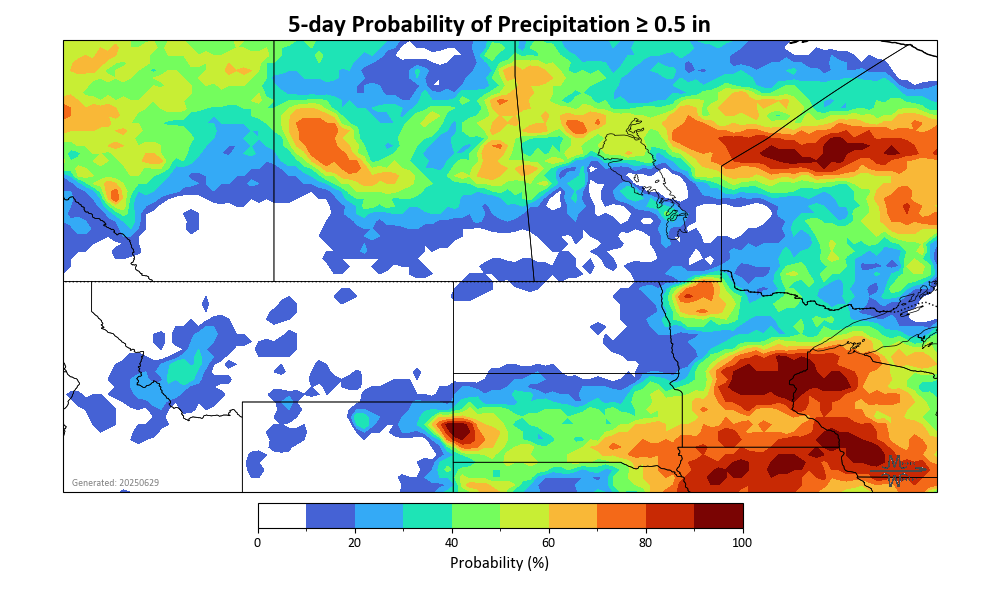 5-day Probability of Precipitation ≥ 0.5 in
Generated: 20250629
0 20 40 60 80 100
Probability (%)